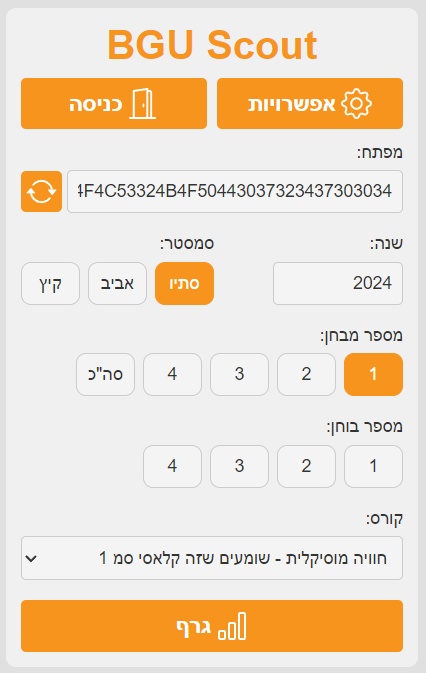 BGU Scout
אפשרויות כניסה
מפתח:
4F4C53324B4F50443037323437303034
שנה: סמסטר:
2024 סתיו אביב קיץ
מספר מבחן:
1 2 3 4 סה"כ
מספר בוחן:
1 2 3 4
קורס:
חוויה מוסיקלית - שומעים שזה קלאסי סמ 1
גרף